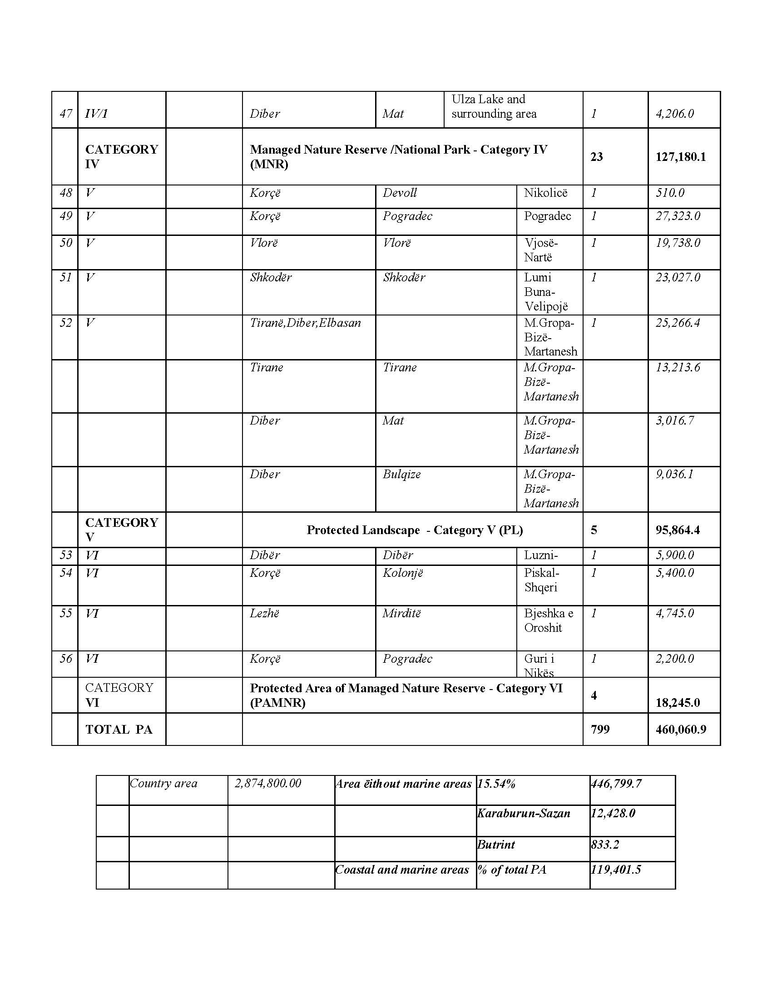 Ulza Lake and
47 IV/1 Diber Mat surrounding area 1 4,206.0
CATEGORY
IV
Managed Nature Reserve /National Park - Category IV
(MNR)
23 127,180.1
48 V Korçë Devoll Nikolicë 1 510.0
49 V Korçë Pogradec Pogradec 1 27,323.0
50 V Vlorë Vlorë Vjosë- 1 19,738.0
Nartë
51 V Shkodër Shkodër Lumi 1 23,027.0
Buna-
Velipojë
52 V Tiranë,Diber,Elbasan M.Gropa- 1 25,266.4
Bizë-
Martanesh
Tirane Tirane M.Gropa- 13,213.6
Bizë-
Martanesh
Diber Mat M.Gropa- 3,016.7
Bizë-
Martanesh
Diber Bulqize M.Gropa- 9,036.1
Bizë-
Martanesh
CATEGORY
V
Protected Landscape - Category V (PL) 5 95,864.4
53 VI Dibër Dibër Luzni- 1 5,900.0
54 VI Korçë Kolonjë Piskal- 1 5,400.0
Shqeri
55 VI Lezhë Mirditë Bjeshka e 1 4,745.0
Oroshit
56 VI Korçë Pogradec Guri i 1 2,200.0
Nikës
CATEGORY
VI
Protected Area of Managed Nature Reserve - Category VI
(PAMNR)
4 18,245.0
TOTAL PA 799 460,060.9
Country area 2,874,800.00 Area ëithout marine areas 15.54% 446,799.7
Karaburun-Sazan 12,428.0
Butrint 833.2
Coastal and marine areas % of total PA 119,401.5